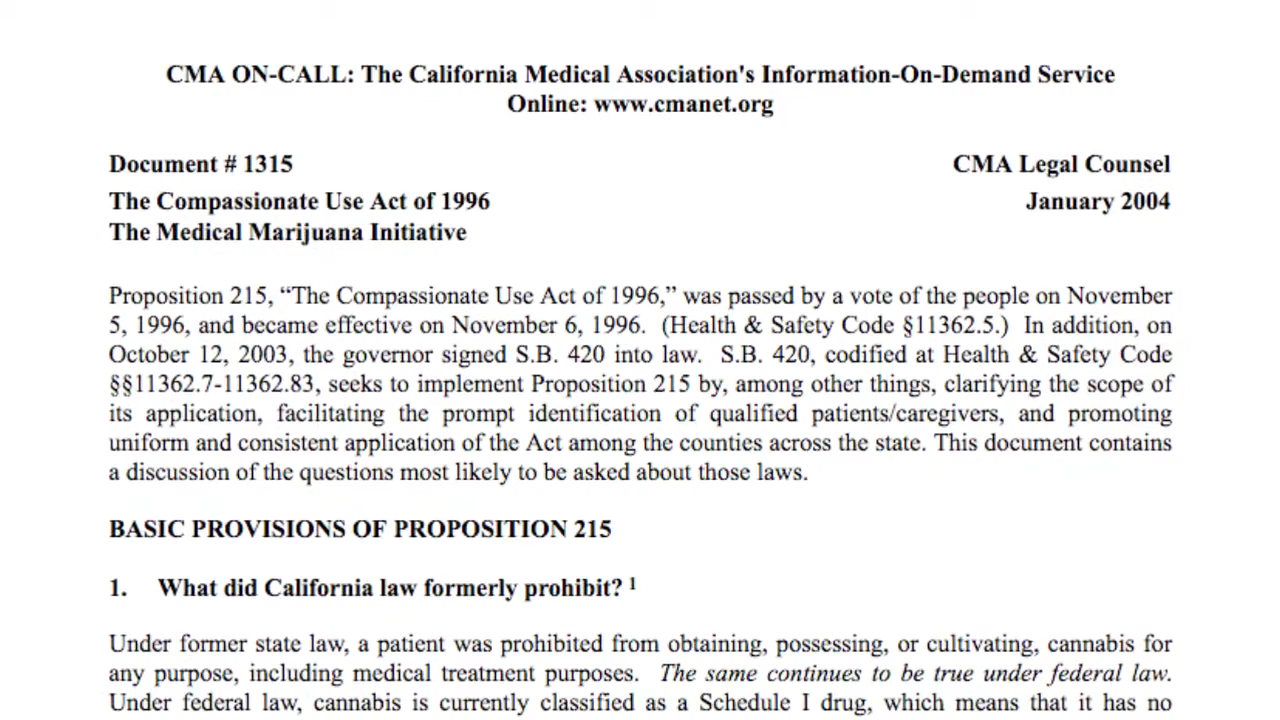 CMA ON-CALL: The California Medical Association's Information-On-Demand Service
Online: www.cmanet.org
Document # 1315 CMA Legal Counsel
The Compassionate Use Act of 1996 January 2004
The Medical Marijuana Initiative
Proposition 215, “The Compassionate Use Act of 1996,” was passed by a vote of the people on November
5, 1996, and became effective on November 6, 1996. (Health & Safety Code §11362.5.) In addition, on
October 12, 2003, the governor signed S.B. 420 into law. S.B. 420, codified at Health & Safety Code
§§11362.7-11362.83, seeks to implement Proposition 215 by, among other things, clarifying the scope of
its application, facilitating the prompt identification of qualified patients/caregivers, and promoting
uniform and consistent application of the Act among the counties across the state. This document contains
a discussion of the questions most likely to be asked about those laws.
BASIC PROVISIONS OF PROPOSITION 215
1. What did California law formerly prohibit? 1
Under former state law, a patient was prohibited from obtaining, possessing, or cultivating, cannabis for
any purpose, including medical treatment purposes. The same continues to be true under federal law.
Under federal law, cannabis is currently classified as a Schedule I drug, which means that it has no